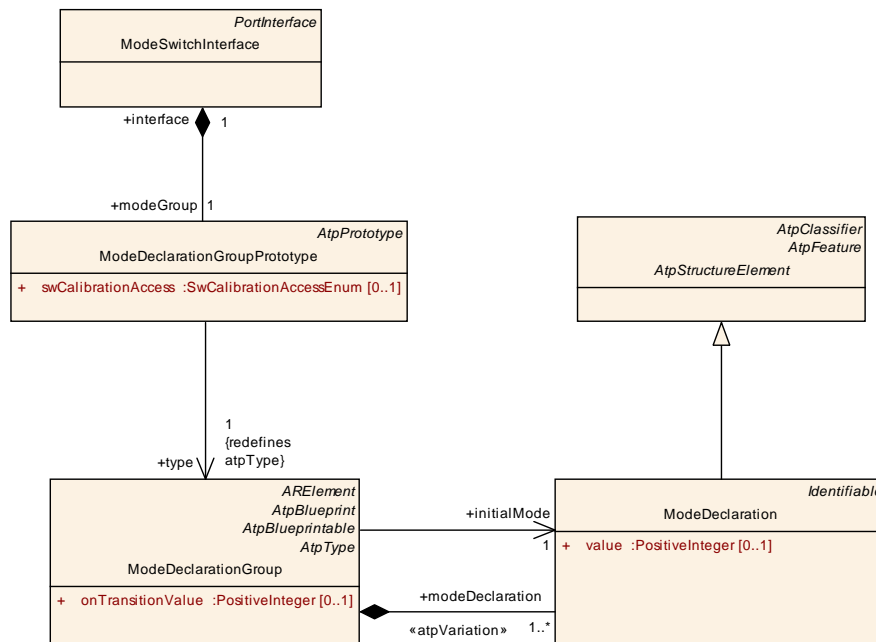 PortInterface
ModeSwitchInterface
+interface 1
+modeGroup 1
AtpPrototype
ModeDeclarationGroupPrototype
+ swCalibrationAccess :SwCalibrationAccessEnum [0..1]
AtpClassifier
AtpFeature
AtpStructureElement
1
{redefines
+type atpType}
ARElement
AtpBlueprint
AtpBlueprintable
AtpType
ModeDeclarationGroup
+ onTransitionValue :PositiveInteger [0..1]
+initialMode
1
Identifiable
ModeDeclaration
+ value :PositiveInteger [0..1]
+modeDeclaration
«atpVariation» 1..*